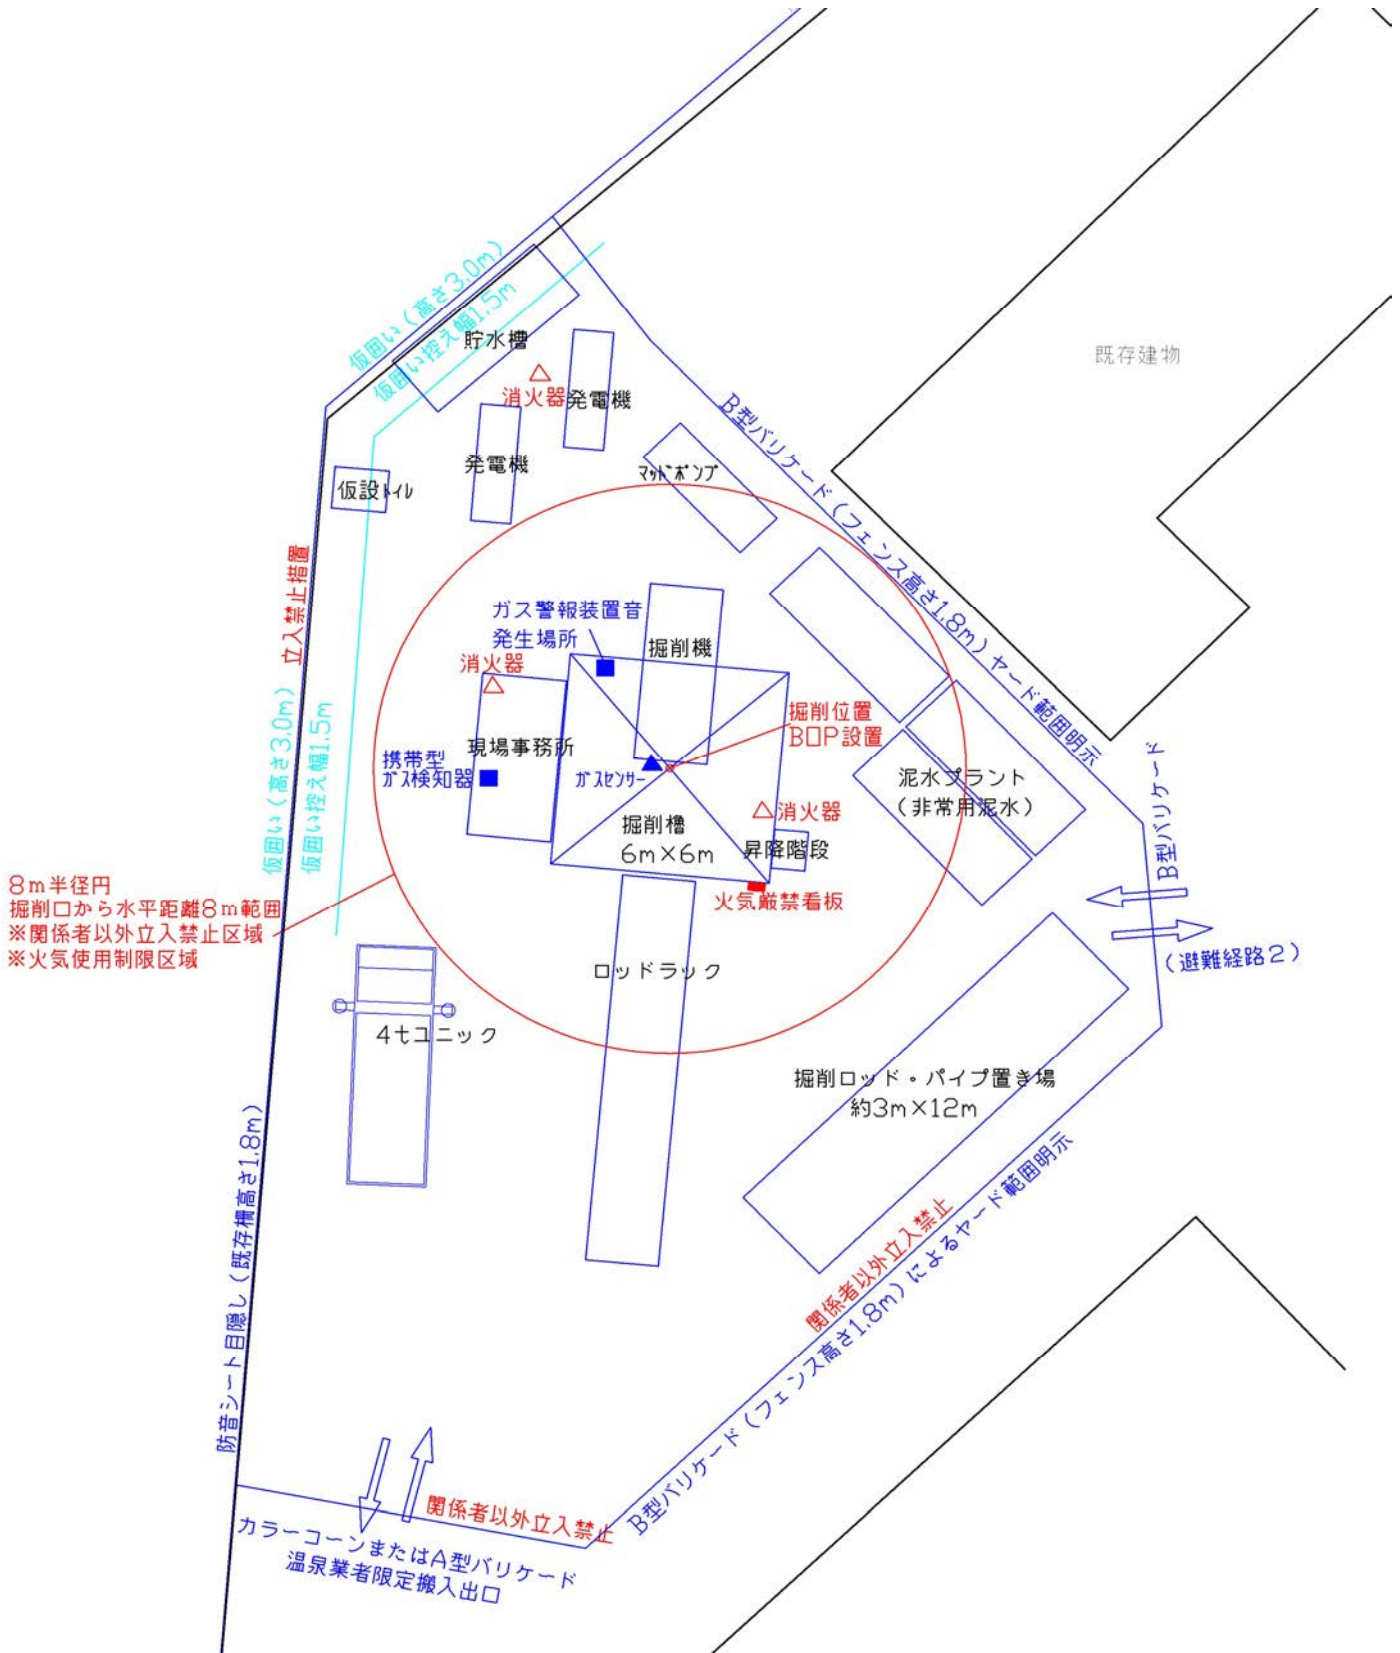 仮囲い（高さ3.0m）
仮囲い控え幅1.5m
貯水槽
消火器
発電機
発電機
仮設トイレ
マッドポンプ
既存建物
B型バリケード（フェンス高さ1.8m）ヤード範囲明示
立入禁止措置
仮囲い（高さ3.0m）
仮囲い控え幅1.5m
ガス警報装置音
発生場所
掘削機
消火器
現場事務所
携帯型
ガス検知器
ガスセンサー
掘削位置
BOP設置
消火器
掘削櫓
6m×6m
昇降階段
火気厳禁看板
泥水プラント
（非常用泥水）
B型バリケード
（避難経路2）
8m半径円
掘削口から水平距離8m範囲
※関係者以外立入禁止区域
※火気使用制限区域
ロッドラック
4tユニック
掘削ロッド・パイプ置き場
約3m×12m
関係者以外立入禁止
B型バリケード（フェンス高さ1.8m）によるヤード範囲明示
防音シート目隠し（既存柵高さ1.8m）
関係者以外立入禁止
カラーコーンまたはA型バリケード
温泉業者限定搬入出口